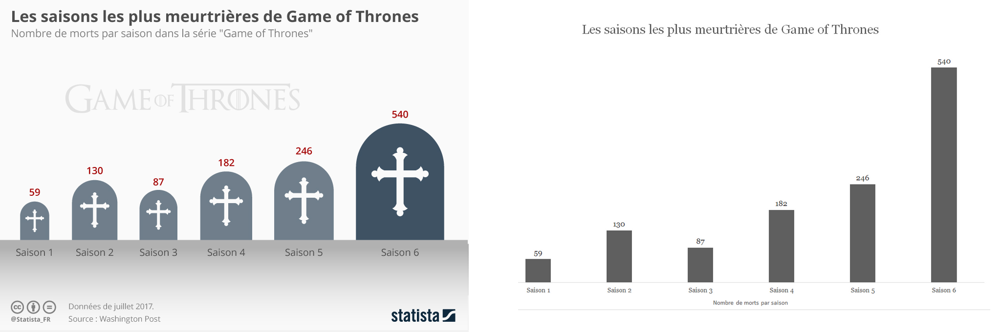 Les saisons les plus meurtrières de Game of Thrones
Nombre de morts par saison dans la série "Game of Thrones"
GAME OF THRONES
59
130
87
182
246
540
Saison 1
Saison 2
Saison 3
Saison 4
Saison 5
Saison 6
cc
@Statista_FR
Données de juillet 2017.
Source : Washington Post
statista
Les saisons les plus meurtrières de Game of Thrones
59
130
87
182
246
540
Saison 1
Saison 2
Saison 3
Saison 4
Saison 5
Saison 6
Nombre de morts par saison